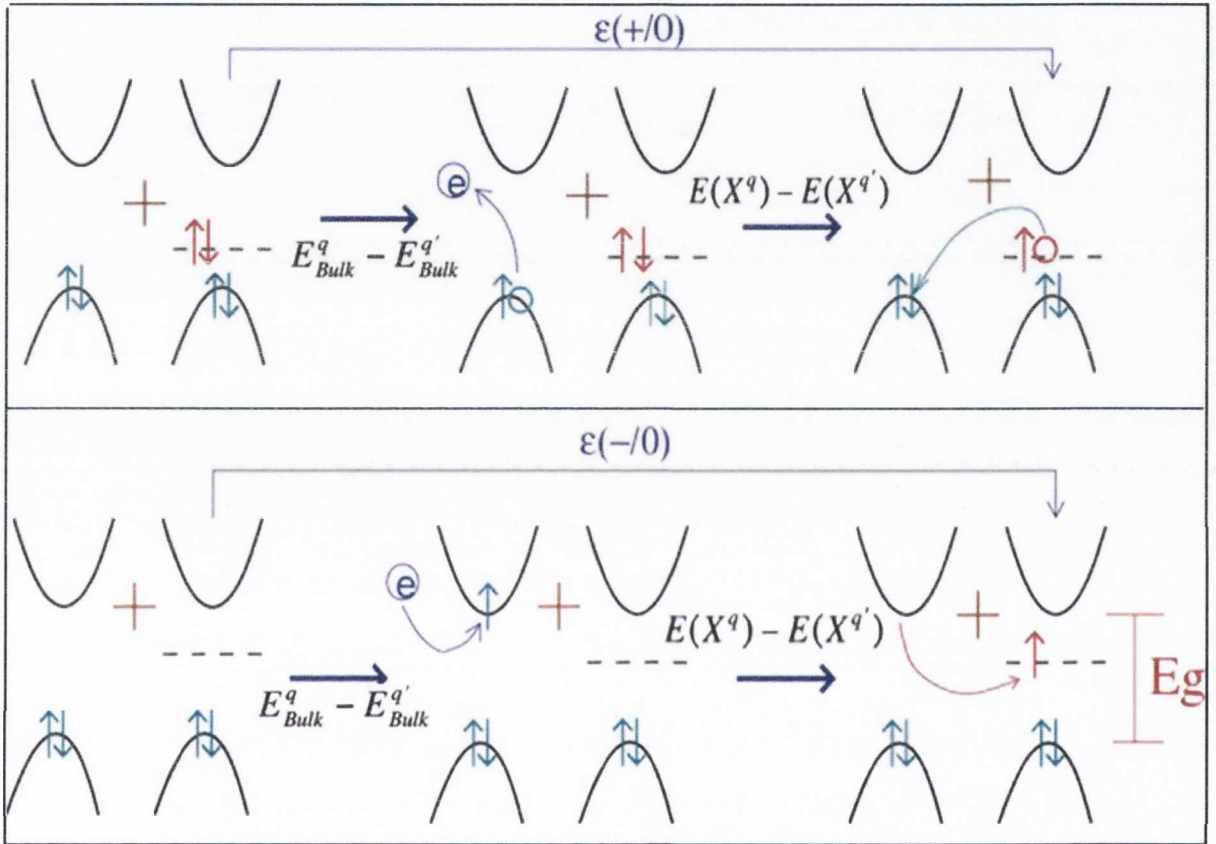 ε(+/0)
e
E(X^q) − E(X^q')
E^q_Bulk − E^q'_Bulk
ε(−/0)
e
E(X^q) − E(X^q')
Eg
E^q_Bulk − E^q'_Bulk